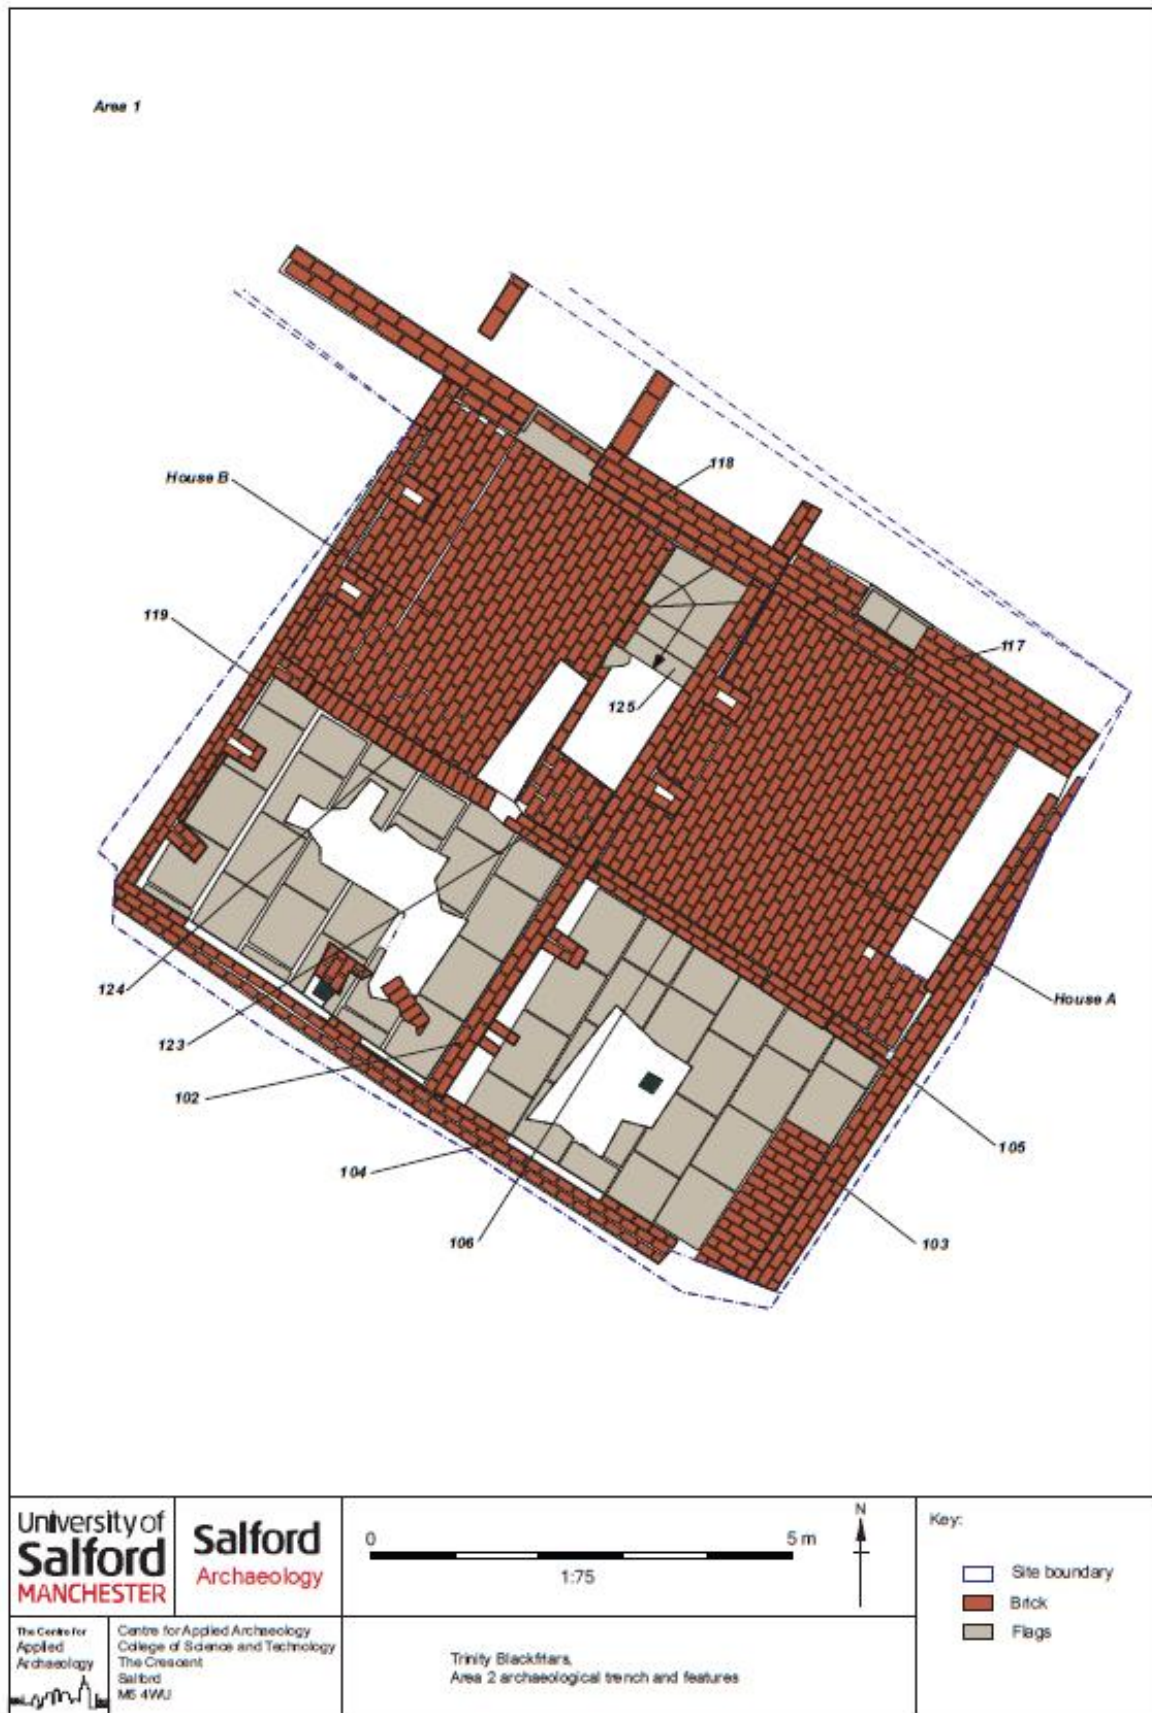 Area 1
118
House B
119
117
125
124
House A
123
102
105
104
106
103
University of
Salford
MANCHESTER
Salford
Archaeology
0
5 m
1:75
N
Key:
Site boundary
Brick
Flags
The Centre for
Applied
Archaeology
Centre for Applied Archaeology
College of Science and Technology
The Crescent
Salford
M5 4WU
Trinity Blackfriars,
Area 2 archaeological trench and features